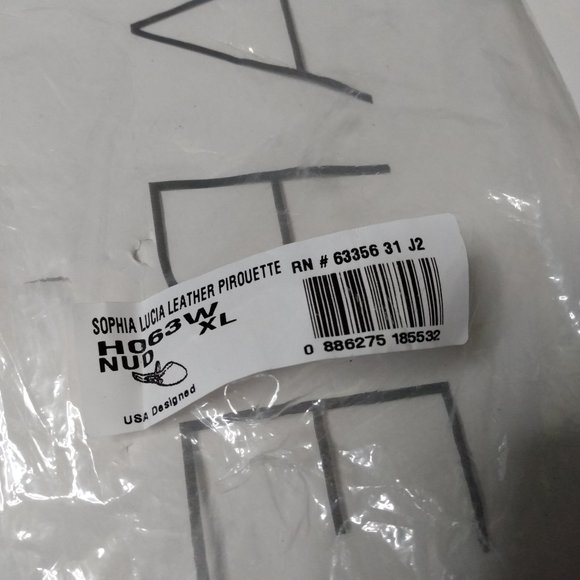 SOPHIA LUCIA LEATHER PIROUETTE
RN # 63356 31 J2
H063W
XL
NUD
USA Designed
0 886275 185532